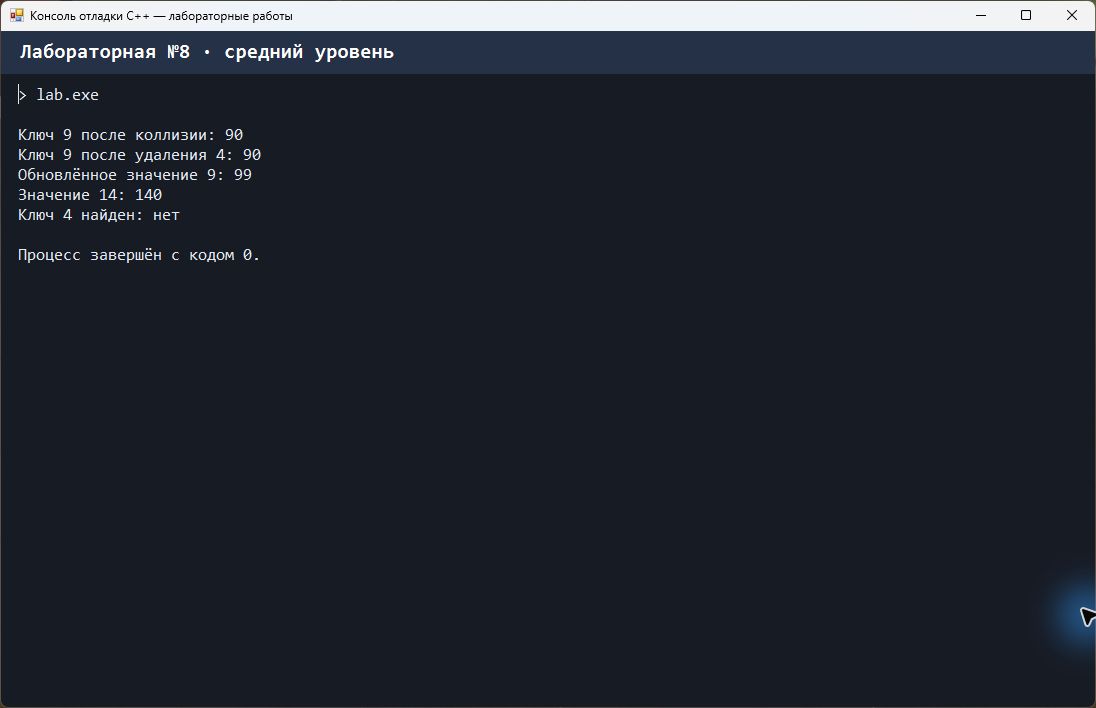 Консоль отладки C++ — лабораторные работы
Лабораторная №8 · средний уровень
> lab.exe
Ключ 9 после коллизии: 90
Ключ 9 после удаления 4: 90
Обновлённое значение 9: 99
Значение 14: 140
Ключ 4 найден: нет
Процесс завершён с кодом 0.